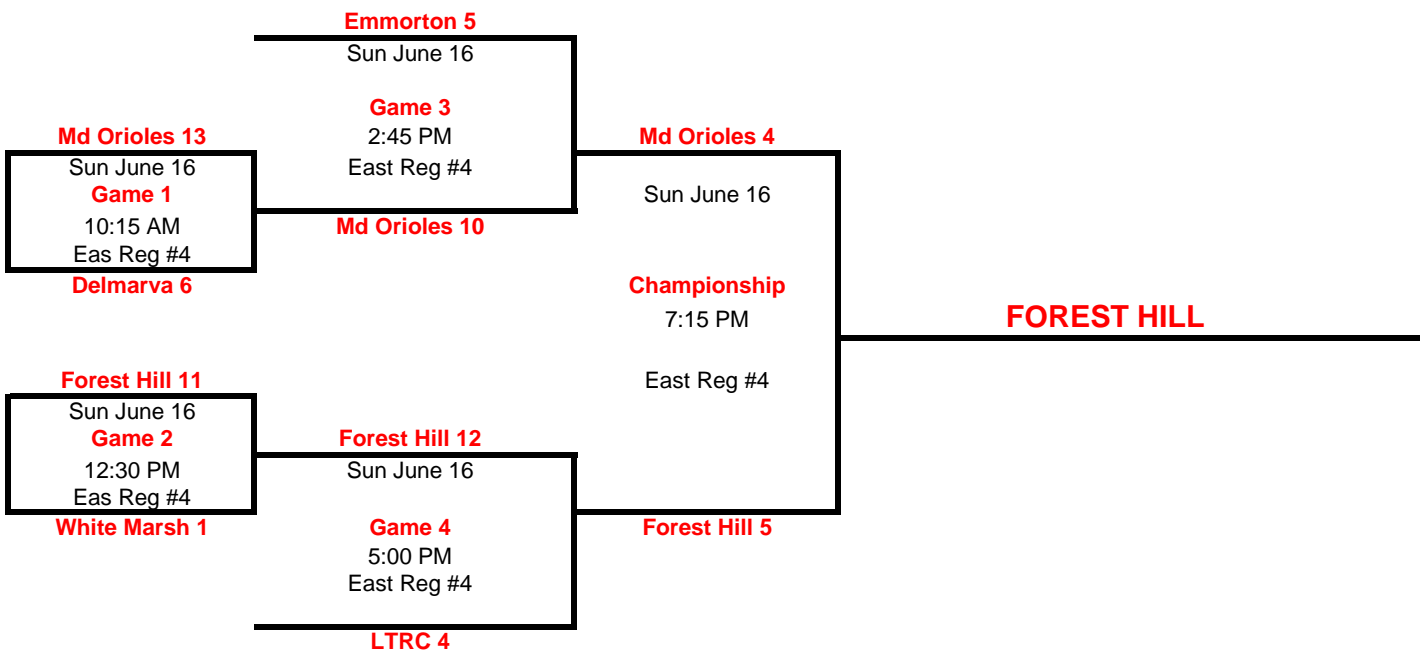 Emmorton 5
Sun June 16
Game 3
Md Orioles 13
2:45 PM
Md Orioles 4
Sun June 16
East Reg #4
Game 1
Sun June 16
10:15 AM
Md Orioles 10
Eas Reg #4
Delmarva 6
Championship
7:15 PM
FOREST HILL
Forest Hill 11
East Reg #4
Sun June 16
Game 2
Forest Hill 12
12:30 PM
Sun June 16
Eas Reg #4
White Marsh 1
Game 4
Forest Hill 5
5:00 PM
East Reg #4
LTRC 4